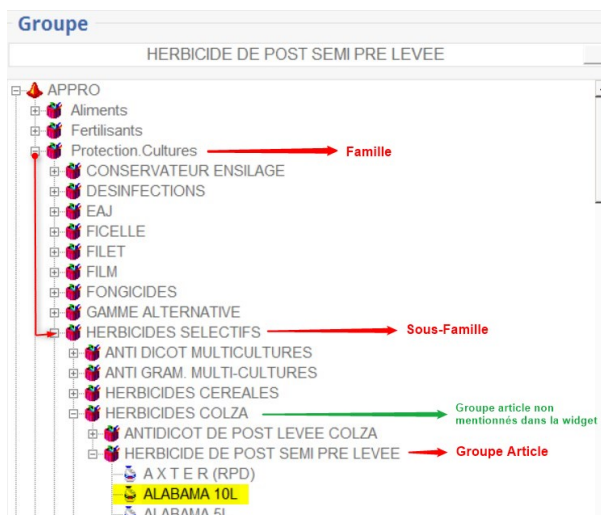 Groupe
HERBICIDE DE POST SEMI PRE LEVEE
APPRO
Aliments
Fertilisants
Protection.Cultures Famille
CONSERVATEUR ENSILAGE
DESINFECTIONS
EAJ
FICELLE
FILET
FILM
FONGICIDES
GAMME ALTERNATIVE
HERBICIDES SELECTIFS Sous-Famille
ANTI DICOT MULTICULTURES
ANTI GRAM. MULTI-CULTURES
HERBICIDES CEREALES
HERBICIDES COLZA
Groupe article non
mentionnés dans la widget
ANTIDICOT DE POST LEVEE COLZA
HERBICIDE DE POST SEMI PRE LEVEE Groupe Article
A X T E R (RPD)
ALABAMA 10L
ALABAMA 5L